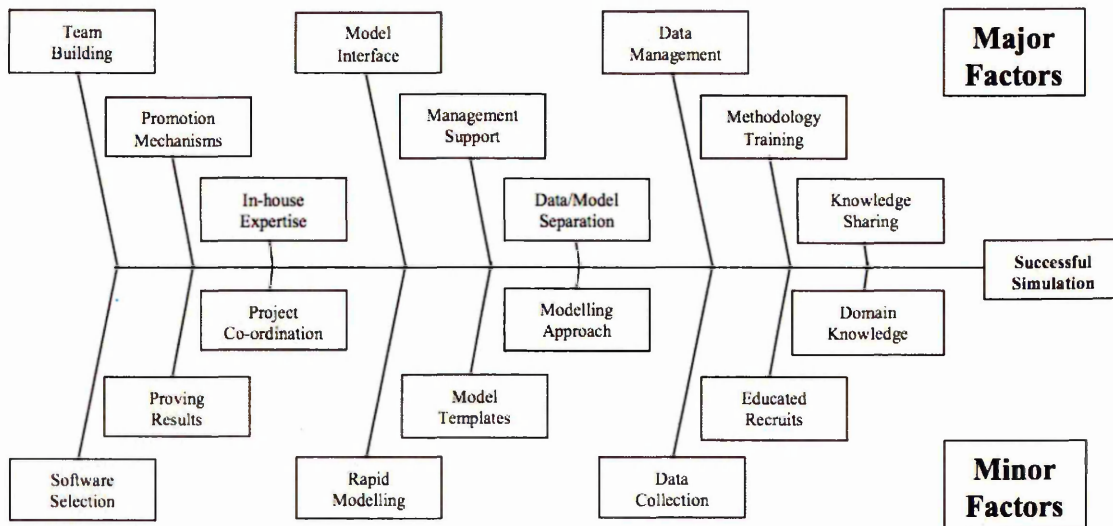 Team
Building
Model
Interface
Data
Management
Major
Factors
Promotion
Mechanisms
Management
Support
Methodology
Training
In-house
Expertise
Data/Model
Separation
Knowledge
Sharing
Successful
Simulation
Project
Co-ordination
Modelling
Approach
Domain
Knowledge
Proving
Results
Model
Templates
Educated
Recruits
Software
Selection
Rapid
Modelling
Data
Collection
Minor
Factors